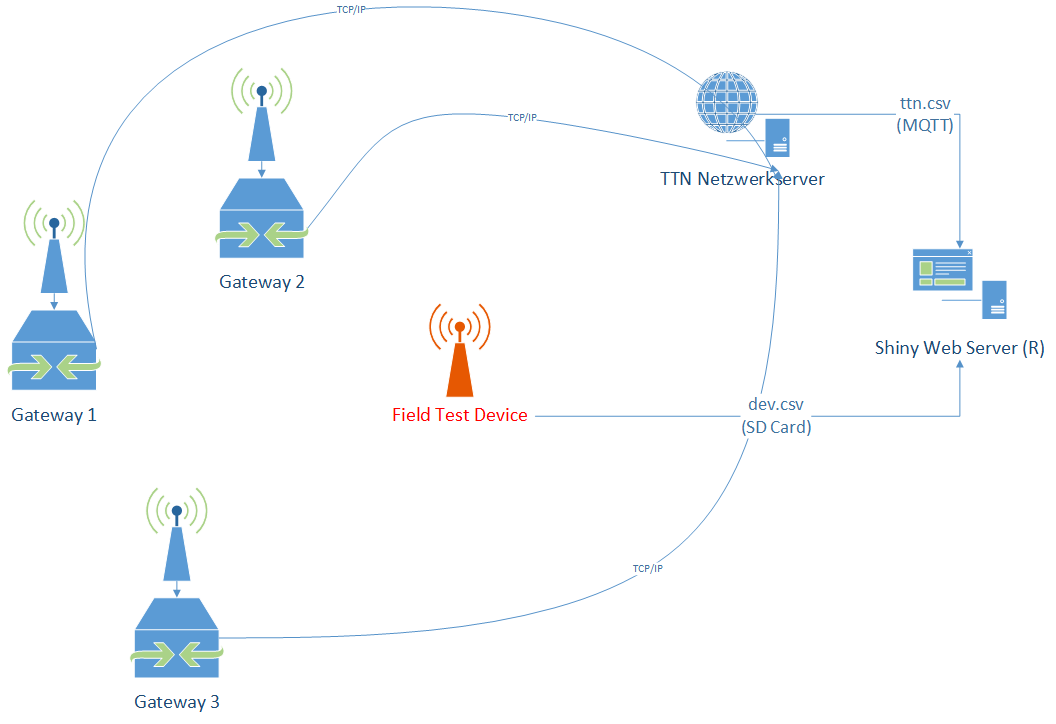 TCP/IP
ttn.csv
(MQTT)
TCP/IP
TTN Netzwerkserver
Gateway 2
Shiny Web Server (R)
Gateway 1
Field Test Device
dev.csv
(SD Card)
TCP/IP
Gateway 3